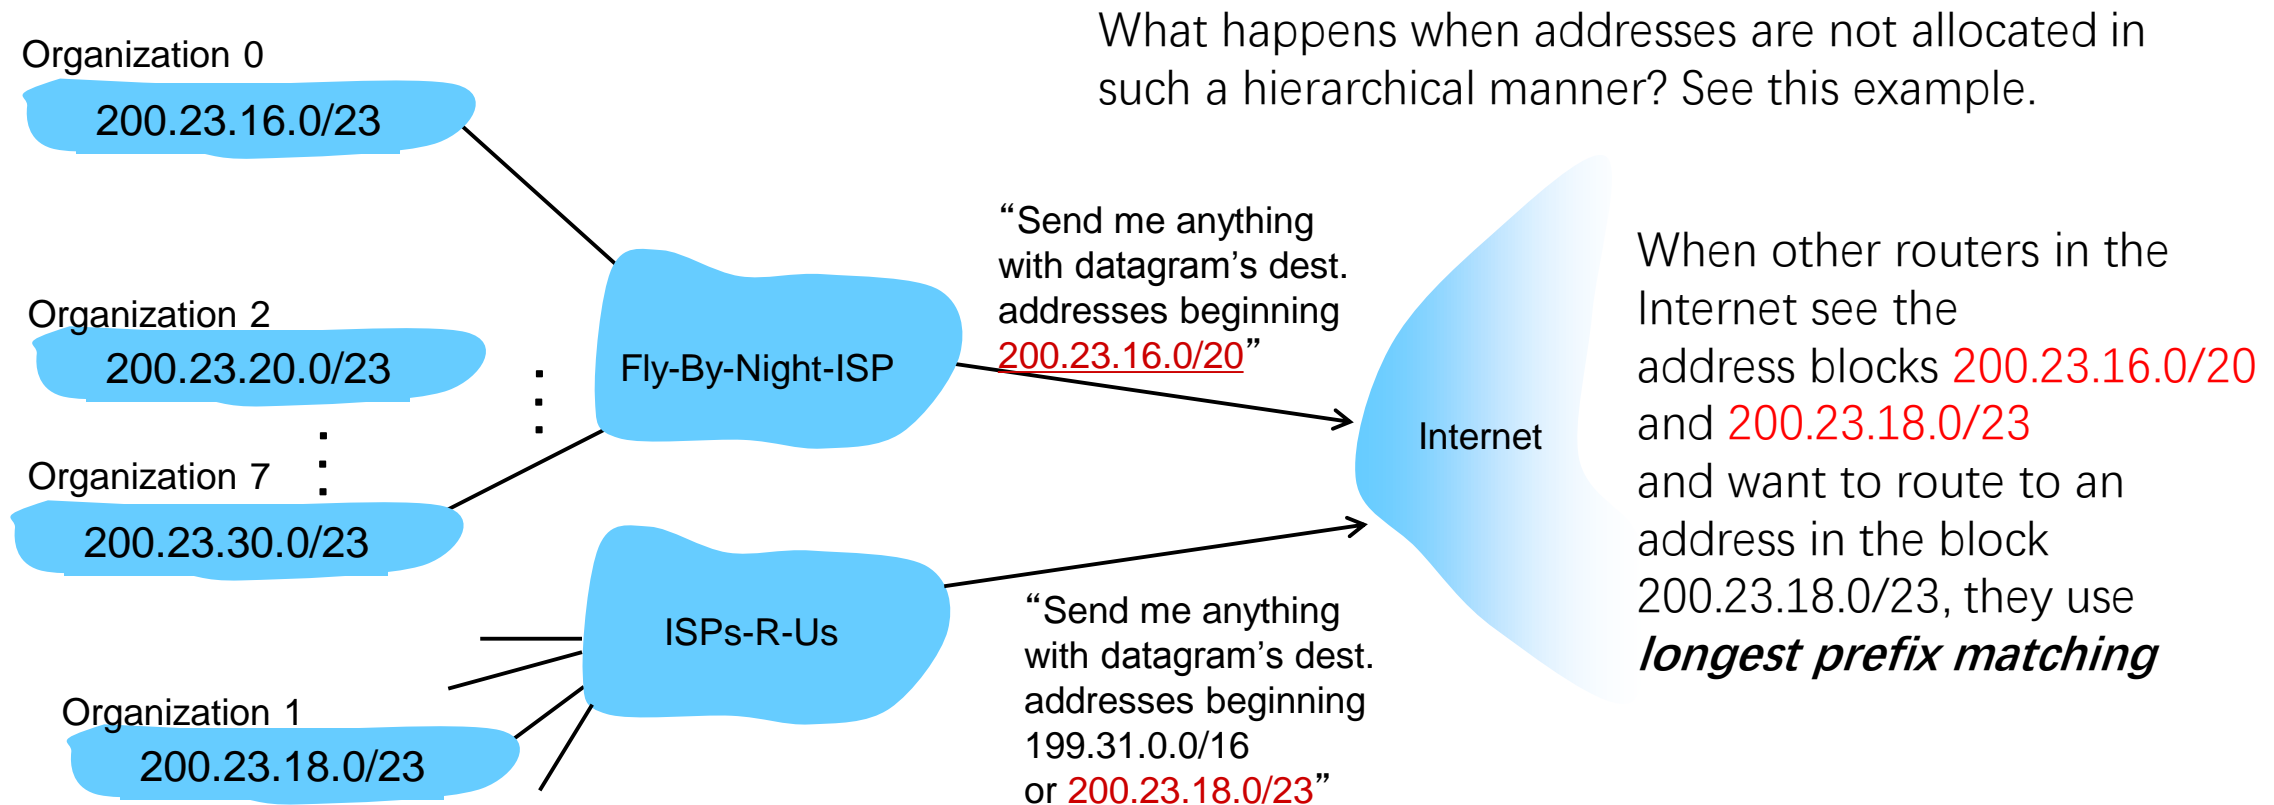 What happens when addresses are not allocated in
such a hierarchical manner? See this example.
Organization 0
200.23.16.0/23
Organization 2
200.23.20.0/23
Organization 7
200.23.30.0/23
Organization 1
200.23.18.0/23
Fly-By-Night-ISP
ISPs-R-Us
“Send me anything
with datagram’s dest.
addresses beginning
200.23.16.0/20”
“Send me anything
with datagram’s dest.
addresses beginning
199.31.0.0/16
or 200.23.18.0/23”
Internet
When other routers in the
Internet see the
address blocks 200.23.16.0/20
and 200.23.18.0/23
and want to route to an
address in the block
200.23.18.0/23, they use
longest prefix matching